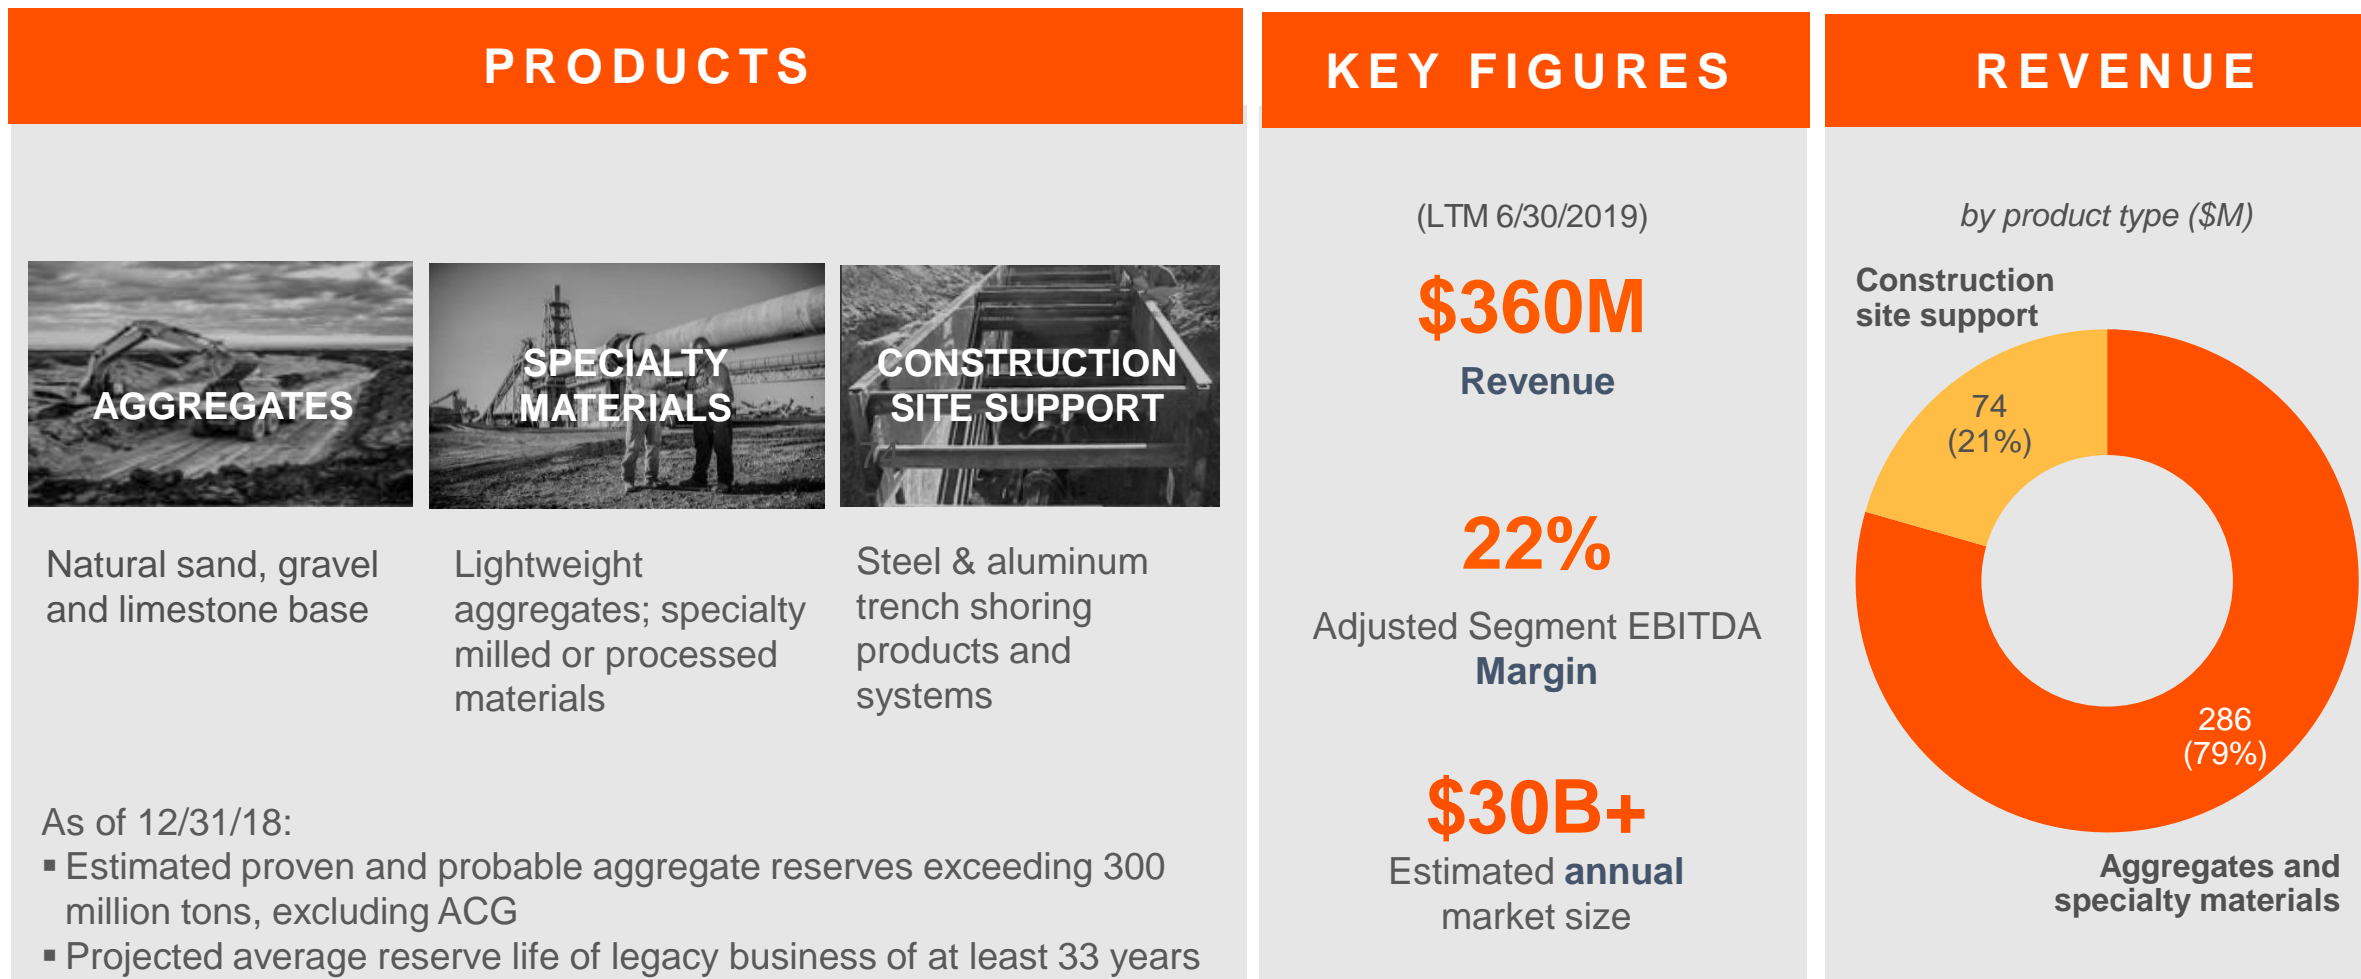 PRODUCTS
AGGREGATES
SPECIALTY
MATERIALS
CONSTRUCTION
SITE SUPPORT
Natural sand, gravel
and limestone base
Lightweight
aggregates; specialty
milled or processed
materials
Steel & aluminum
trench shoring
products and
systems
As of 12/31/18:
▪ Estimated proven and probable aggregate reserves exceeding 300
million tons, excluding ACG
▪ Projected average reserve life of legacy business of at least 33 years
KEY FIGURES
(LTM 6/30/2019)
$360M
Revenue
22%
Adjusted Segment EBITDA
Margin
$30B+
Estimated annual
market size
REVENUE
by product type ($M)
Construction
site support
74
(21%)
286
(79%)
Aggregates and
specialty materials